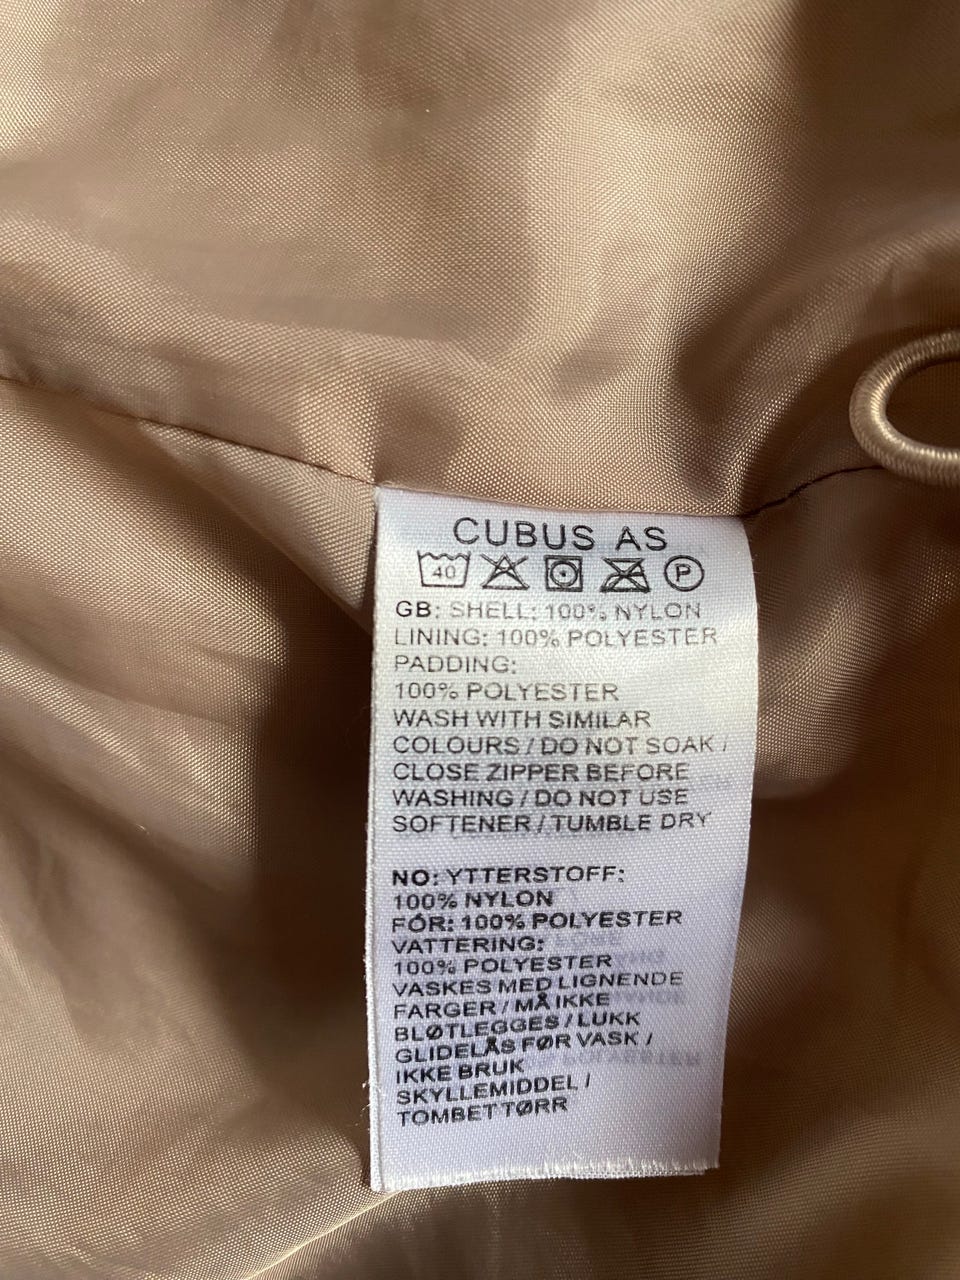 CUBUS AS
40 P
GB: SHELL: 100% NYLON
LINING: 100% POLYESTER
PADDING:
100% POLYESTER
WASH WITH SIMILAR
COLOURS / DO NOT SOAK /
CLOSE ZIPPER BEFORE
WASHING / DO NOT USE
SOFTENER / TUMBLE DRY
NO: YTTERSTOFF:
100% NYLON
FÓR: 100% POLYESTER
VATTERING:
100% POLYESTER
VASKES MED LIGNENDE
FARGER / MÅ IKKE
BLØTLEGGES / LUKK
GLIDELÅS FØR VASK /
IKKE BRUK
SKYLLEMIDDEL /
TOMBETTØRR